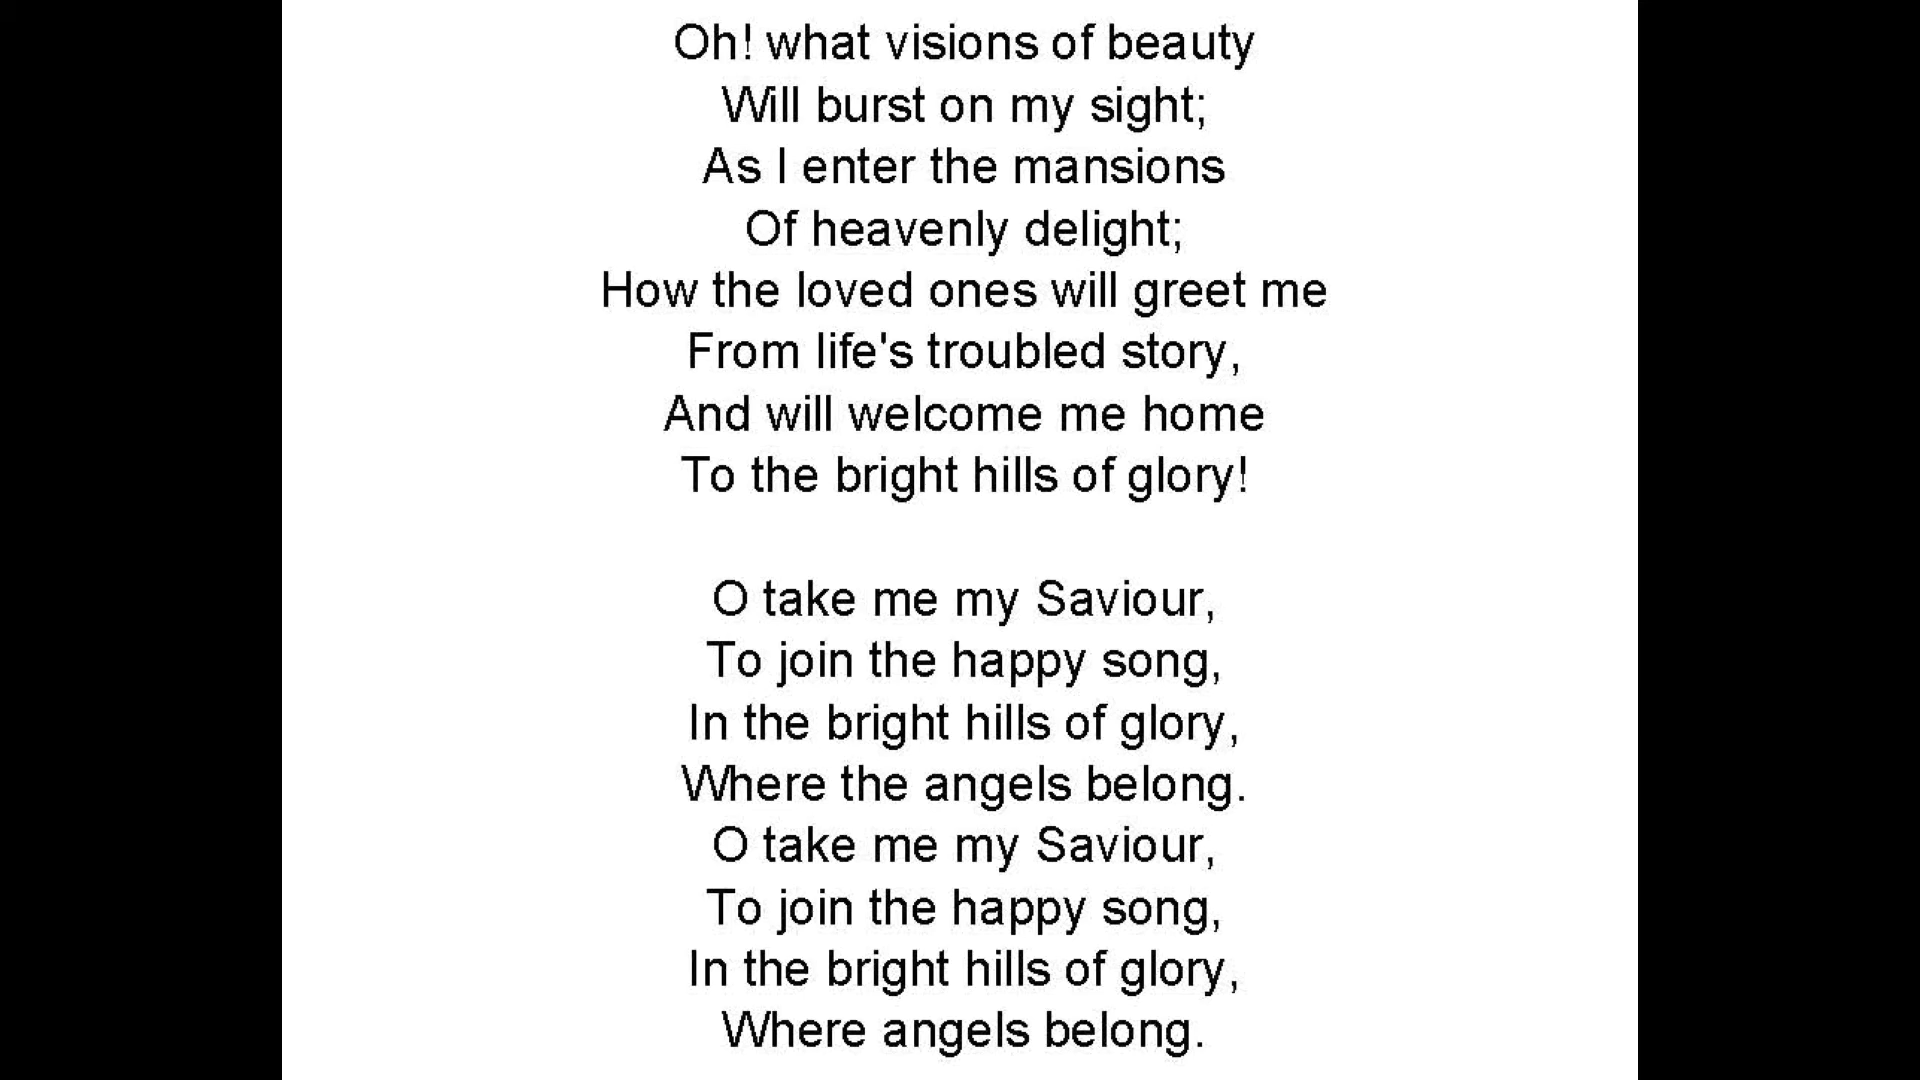 Oh! what visions of beauty
Will burst on my sight;
As I enter the mansions
Of heavenly delight;
How the loved ones will greet me
From life's troubled story,
And will welcome me home
To the bright hills of glory!
O take me my Saviour,
To join the happy song,
In the bright hills of glory,
Where the angels belong.
O take me my Saviour,
To join the happy song,
In the bright hills of glory,
Where angels belong.